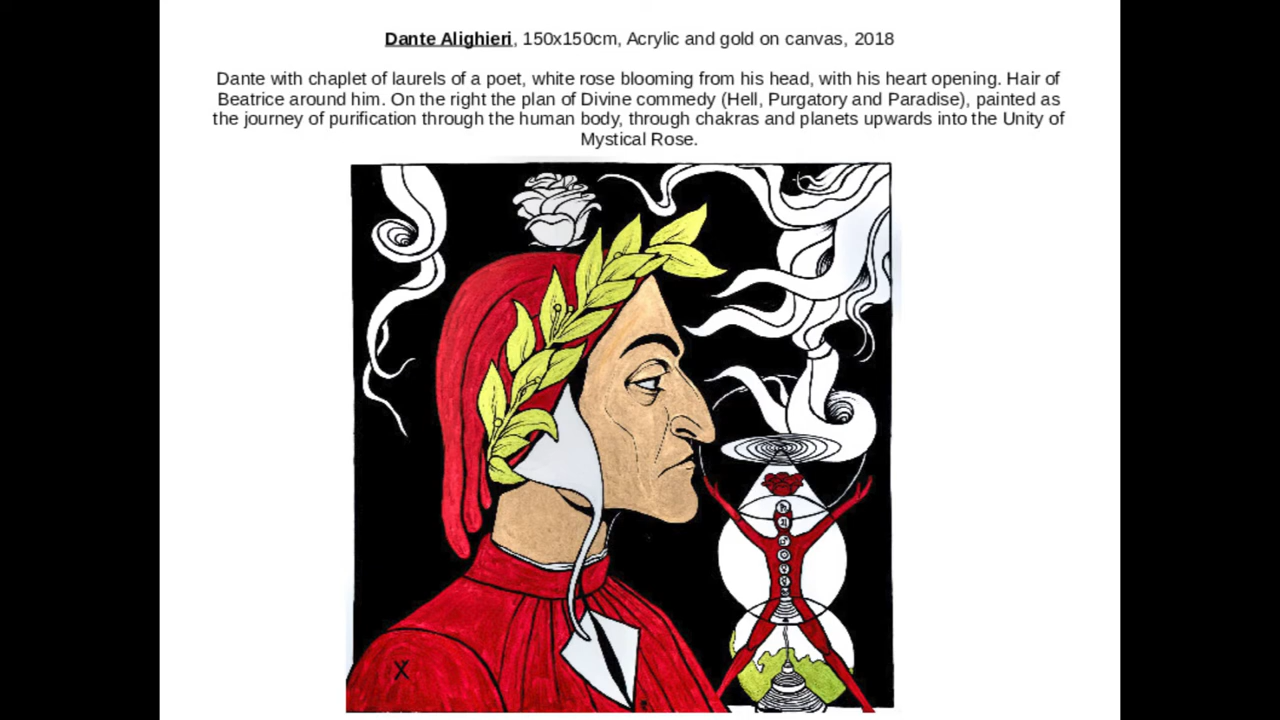 Dante Alighieri, 150x150cm, Acrylic and gold on canvas, 2018
Dante with chaplet of laurels of a poet, white rose blooming from his head, with his heart opening. Hair of
Beatrice around him. On the right the plan of Divine commedy (Hell, Purgatory and Paradise), painted as
the journey of purification through the human body, through chakras and planets upwards into the Unity of
Mystical Rose.
X